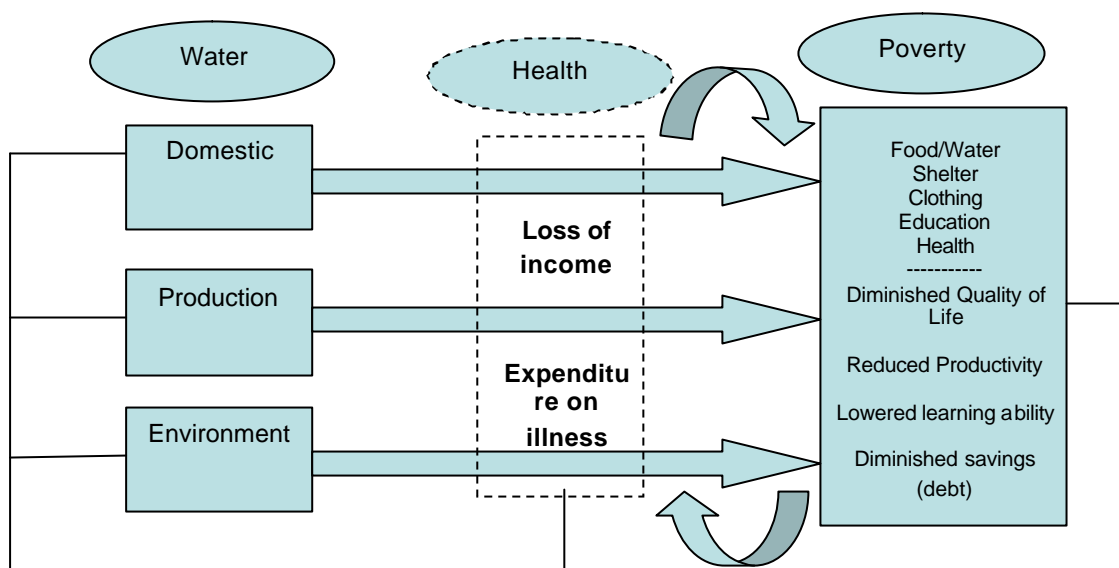 Water
Health
Poverty
Domestic
Production
Environment
Loss of
income
Expenditu
re on
illness
Food/Water
Shelter
Clothing
Education
Health
-----------
Diminished Quality of
Life
Reduced Productivity
Lowered learning ability
Diminished savings
(debt)